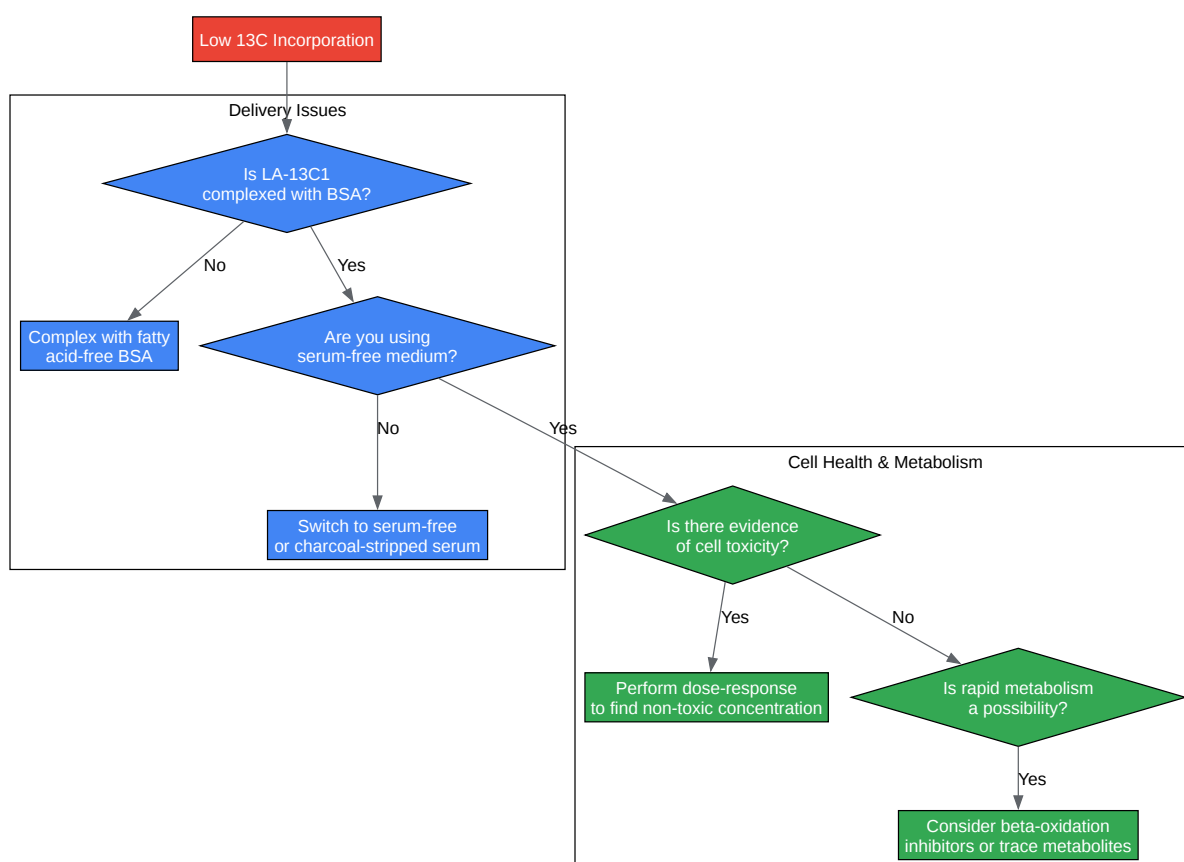 Low 13C Incorporation
Delivery Issues
Is LA-13C1
complexed with BSA?
No
Yes
Complex with fatty
acid-free BSA
Are you using
serum-free medium?
No
Yes
Switch to serum-free
or charcoal-stripped serum
Cell Health & Metabolism
Is there evidence
of cell toxicity?
Yes
No
Perform dose-response
to find non-toxic concentration
Is rapid metabolism
a possibility?
Yes
Consider beta-oxidation
inhibitors or trace metabolites